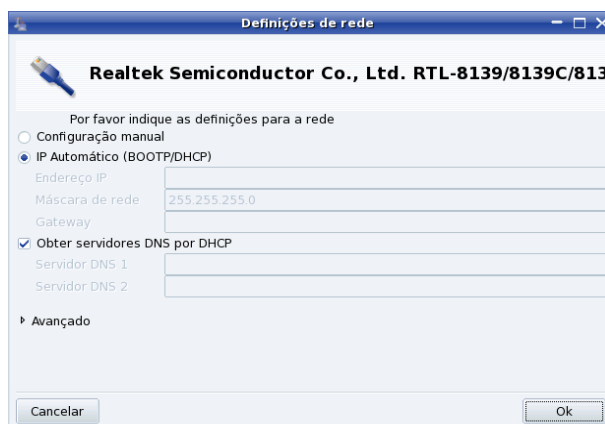 Definições de rede
Realtek Semiconductor Co., Ltd. RTL-8139/8139C/813
Por favor indique as definições para a rede
Configuração manual
IP Automático (BOOTP/DHCP)
Endereço IP
Máscara de rede 255.255.255.0
Gateway
Obter servidores DNS por DHCP
Servidor DNS 1
Servidor DNS 2
Avançado
Cancelar Ok